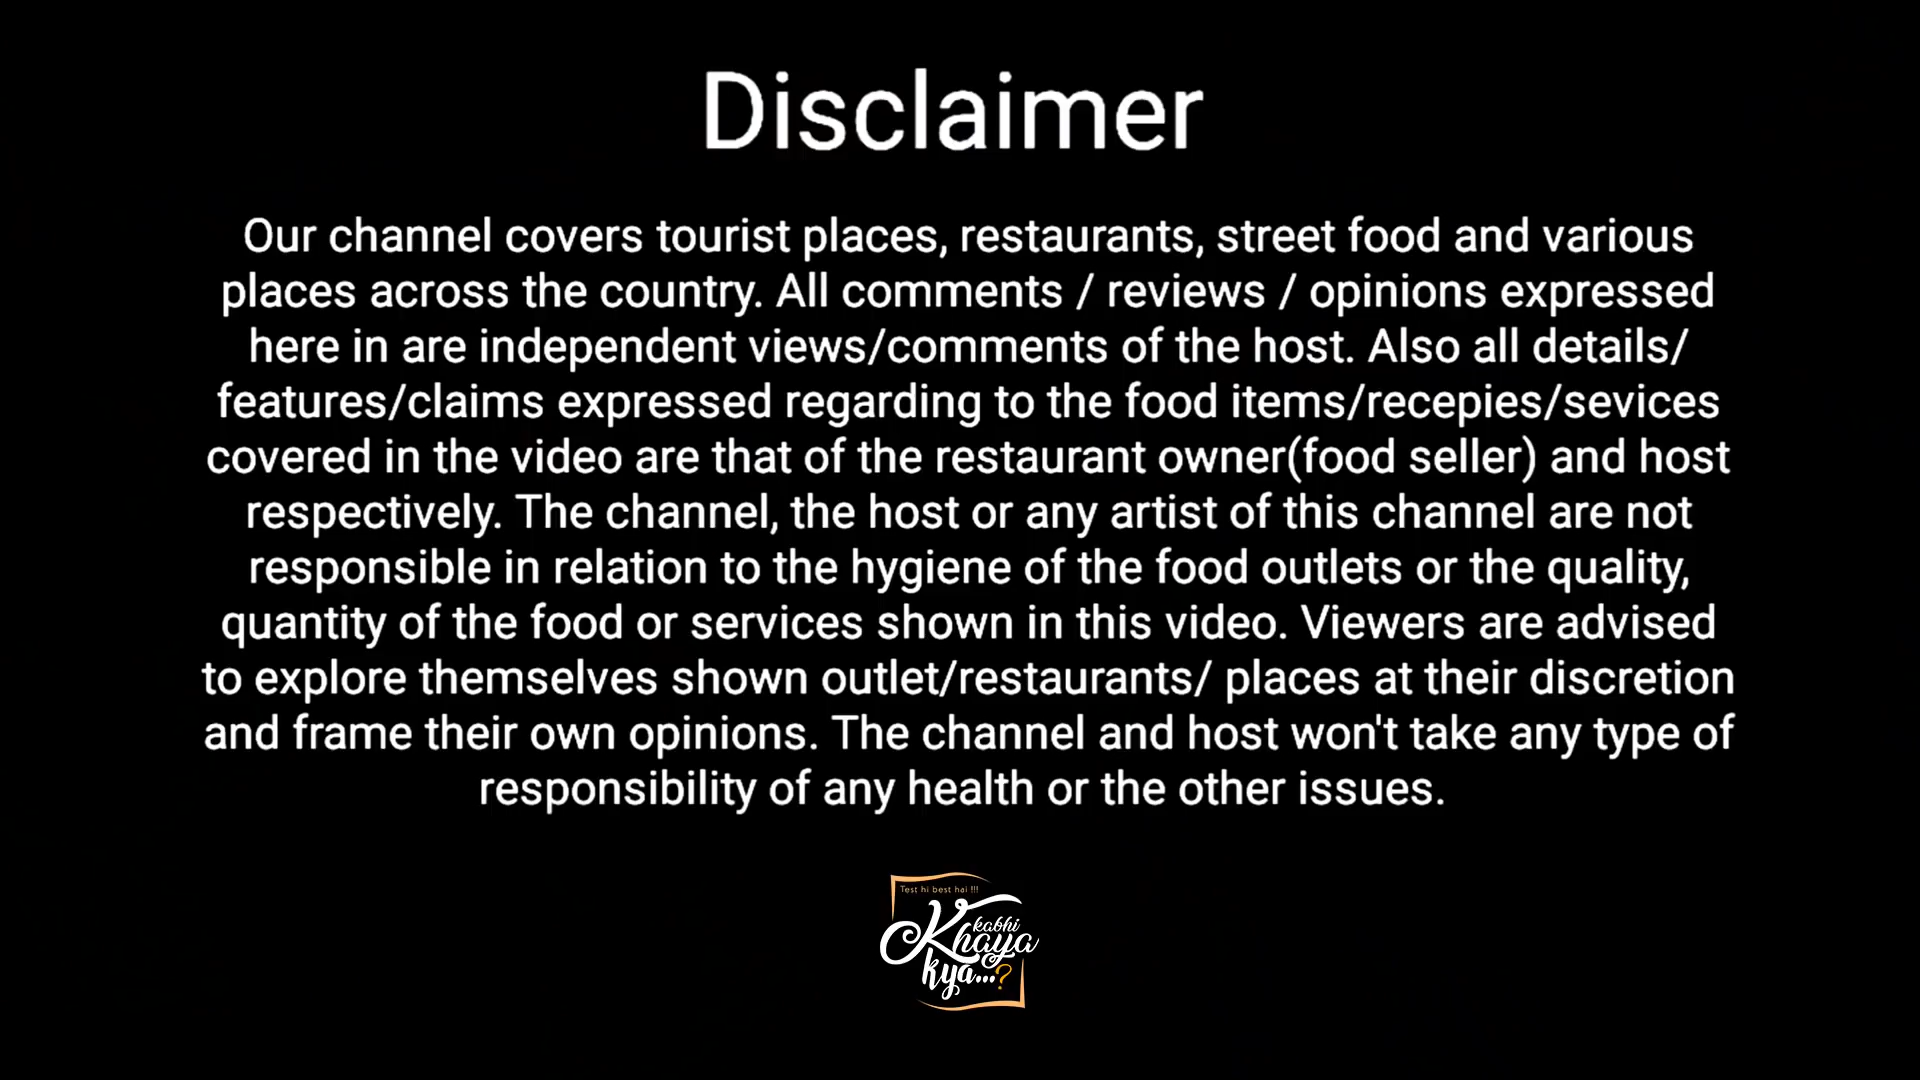 Disclaimer
Our channel covers tourist places, restaurants, street food and various
places across the country. All comments / reviews / opinions expressed
here in are independent views/comments of the host. Also all details/
features/claims expressed regarding to the food items/recepies/sevices
covered in the video are that of the restaurant owner(food seller) and host
respectively. The channel, the host or any artist of this channel are not
responsible in relation to the hygiene of the food outlets or the quality,
quantity of the food or services shown in this video. Viewers are advised
to explore themselves shown outlet/restaurants/ places at their discretion
and frame their own opinions. The channel and host won't take any type of
responsibility of any health or the other issues.
Test hi best hai !!!
kabhi
Khaya
kya...?